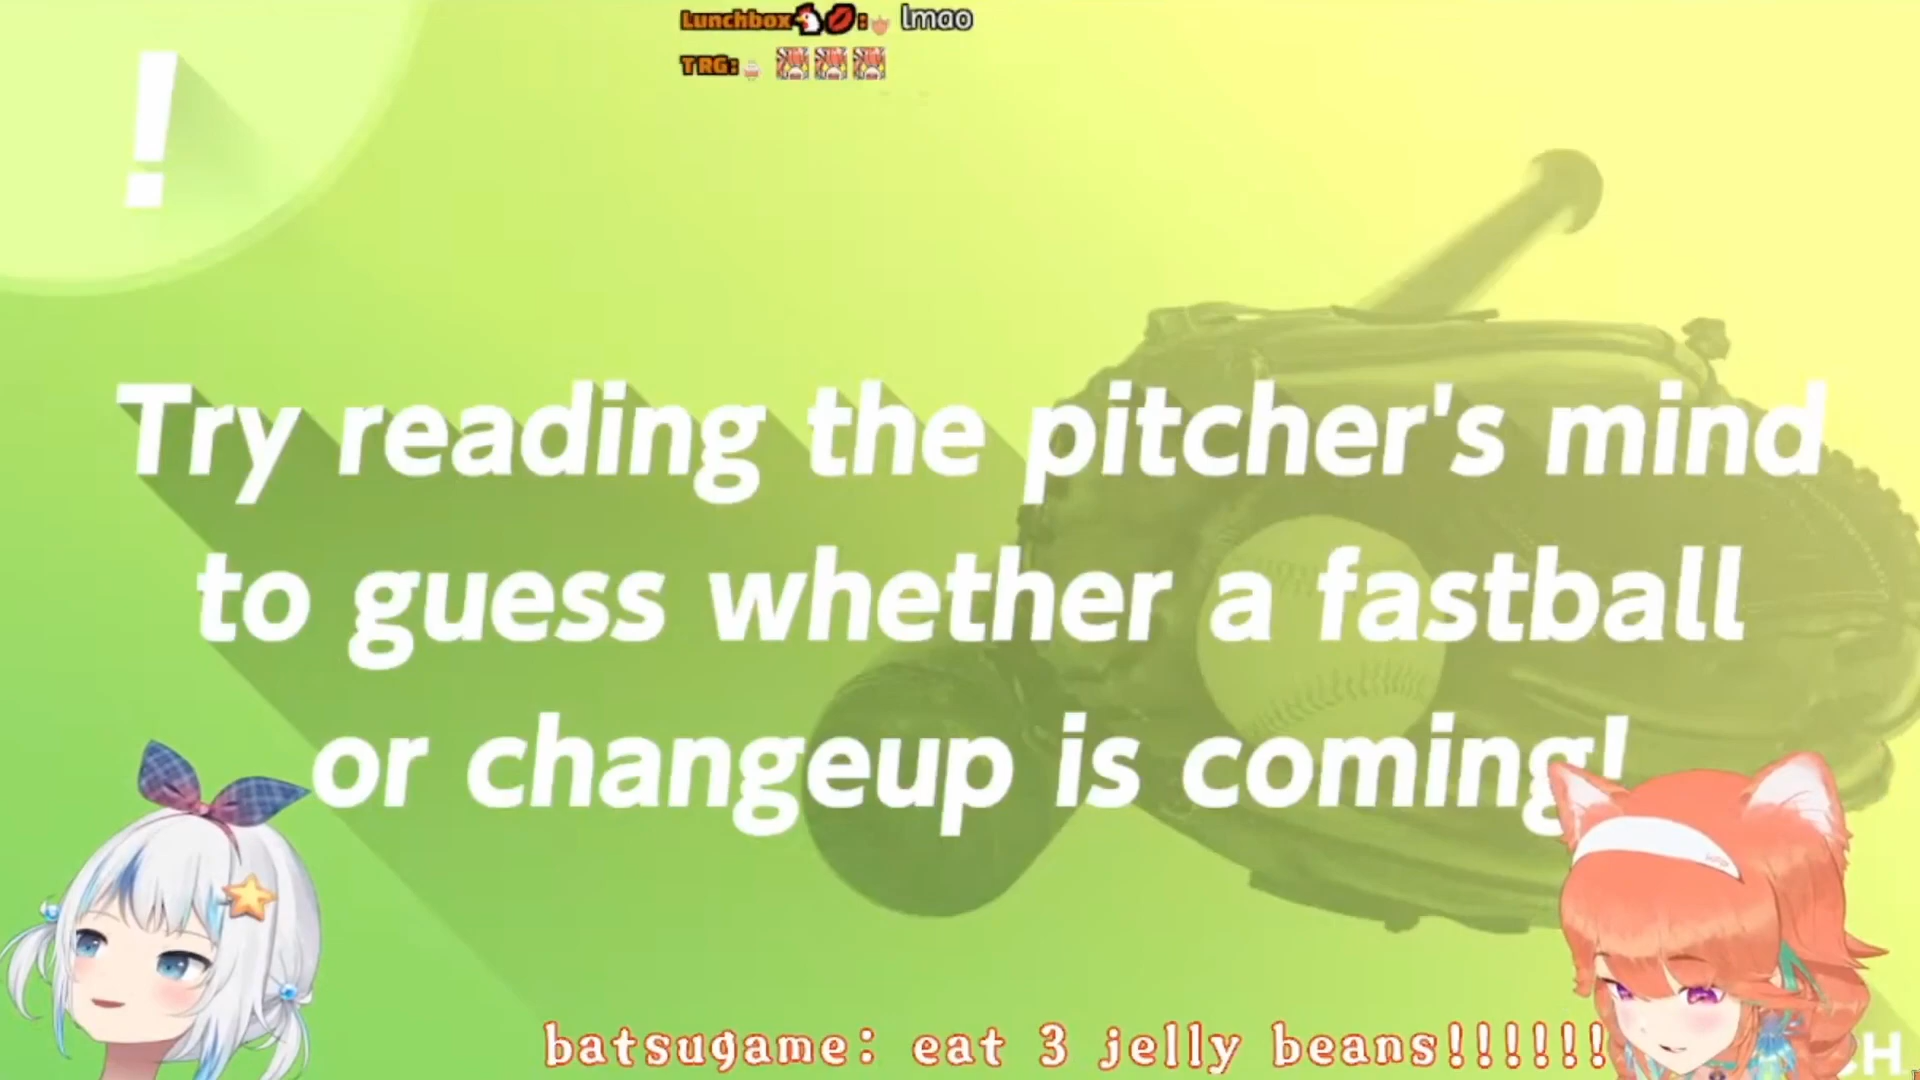 Lunchbox: lmao
TRG:
!
Try reading the pitcher's mind
to guess whether a fastball
or changeup is coming!
batsugame: eat 3 jelly beans!!!!!!